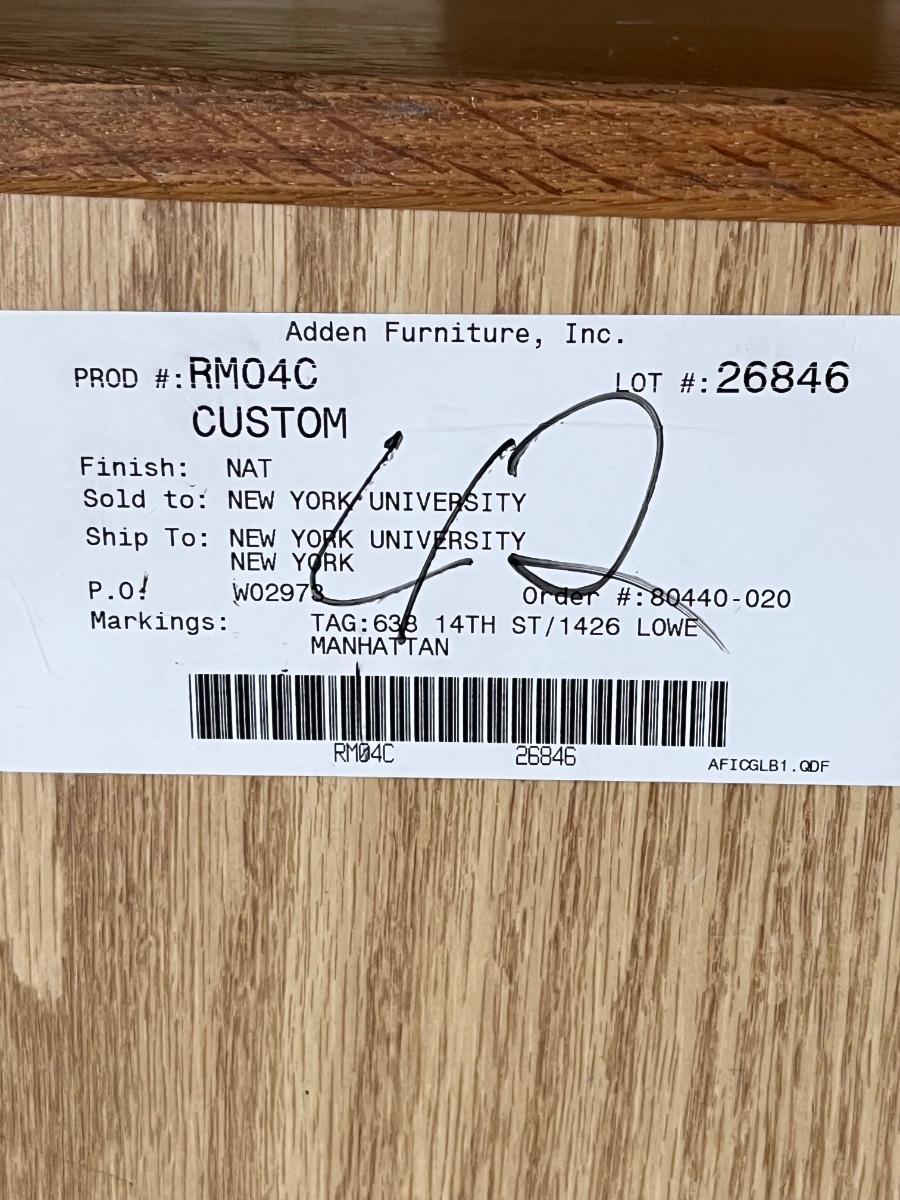 Adden Furniture, Inc.
PROD #: RM04C LOT #: 26846
CUSTOM
Finish: NAT
Sold to: NEW YORK UNIVERSITY
Ship To: NEW YORK UNIVERSITY
NEW YORK
P.O! W02973 Order #: 80440-020
Markings: TAG:638 14TH ST/1426 LOWE
MANHATTAN
RM04C 26846
AFICGLB1.QDF